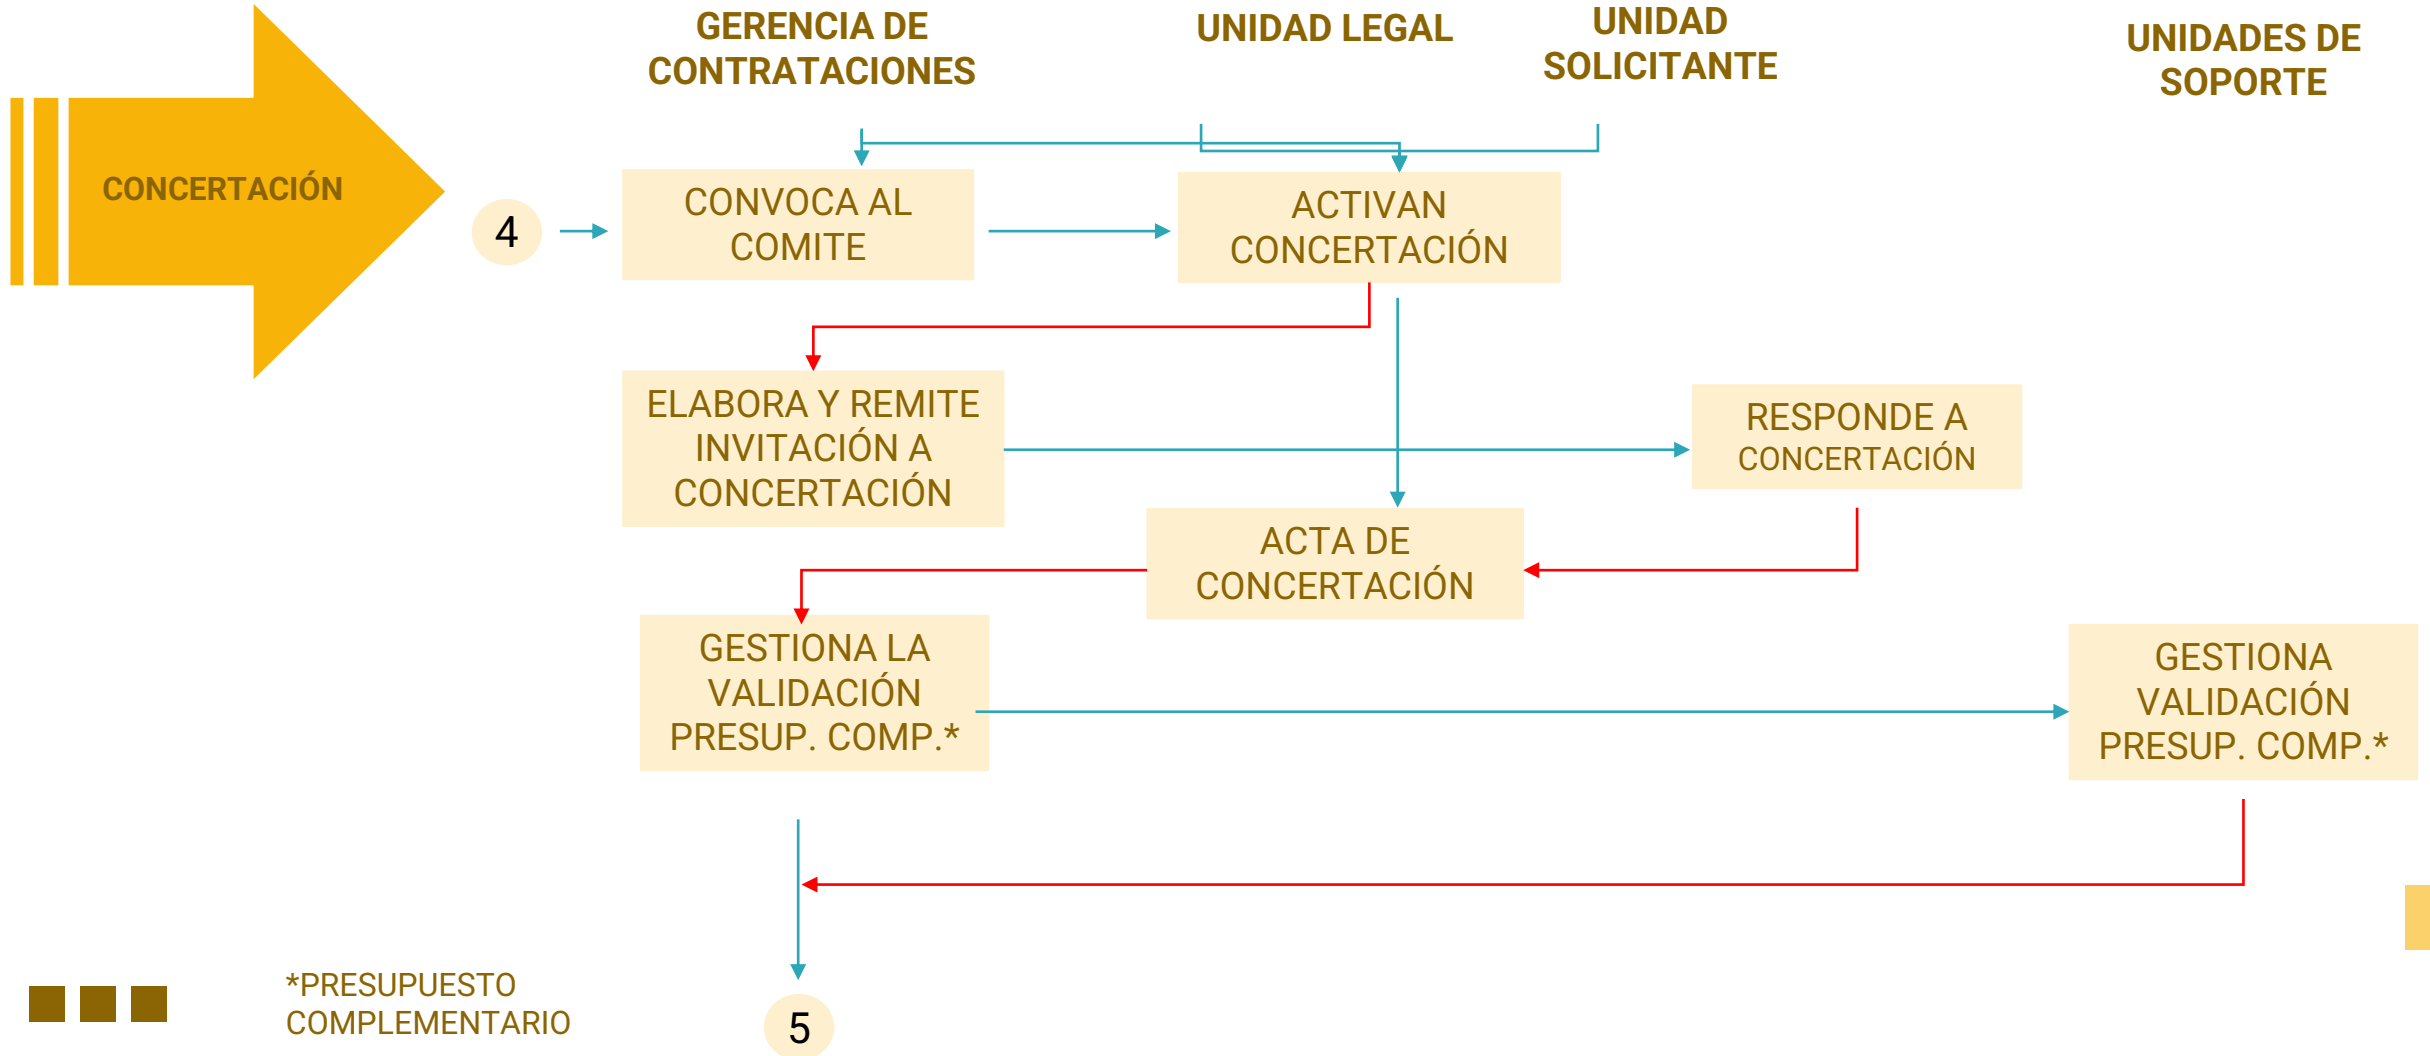 GERENCIA DE
CONTRATACIONES
UNIDAD LEGAL
UNIDAD
SOLICITANTE
UNIDADES DE
SOPORTE
CONCERTACIÓN
4
CONVOCA AL
COMITE
ACTIVAN
CONCERTACIÓN
ELABORA Y REMITE
INVITACIÓN A
CONCERTACIÓN
RESPONDE A
CONCERTACIÓN
ACTA DE
CONCERTACIÓN
GESTIONA LA
VALIDACIÓN
PRESUP. COMP.*
GESTIONA
VALIDACIÓN
PRESUP. COMP.*
*PRESUPUESTO
COMPLEMENTARIO
5